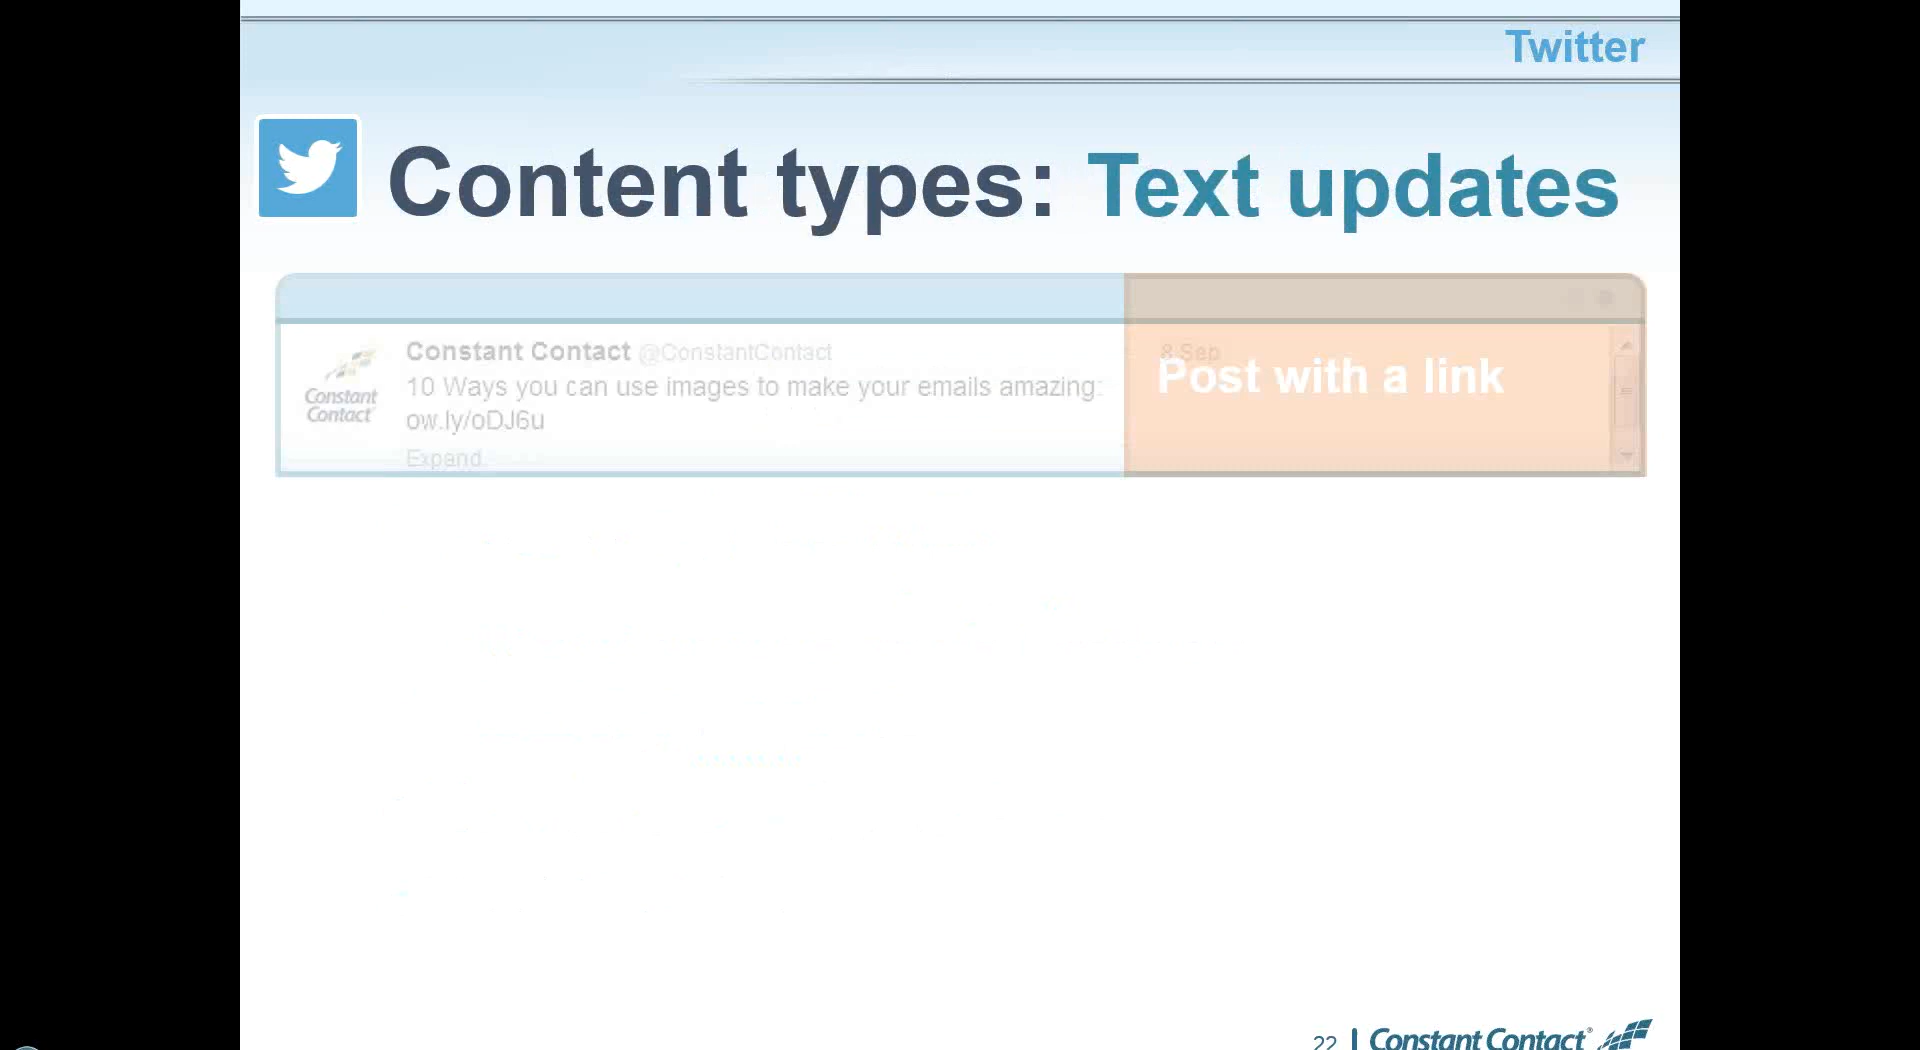 Twitter
Content types: Text updates
Constant Contact @ConstantContact 8 Sep
10 Ways you can use images to make your emails amazing:
ow.ly/oDJ6u
Expand
Post with a link
Constant
Contact
22 | Constant Contact®